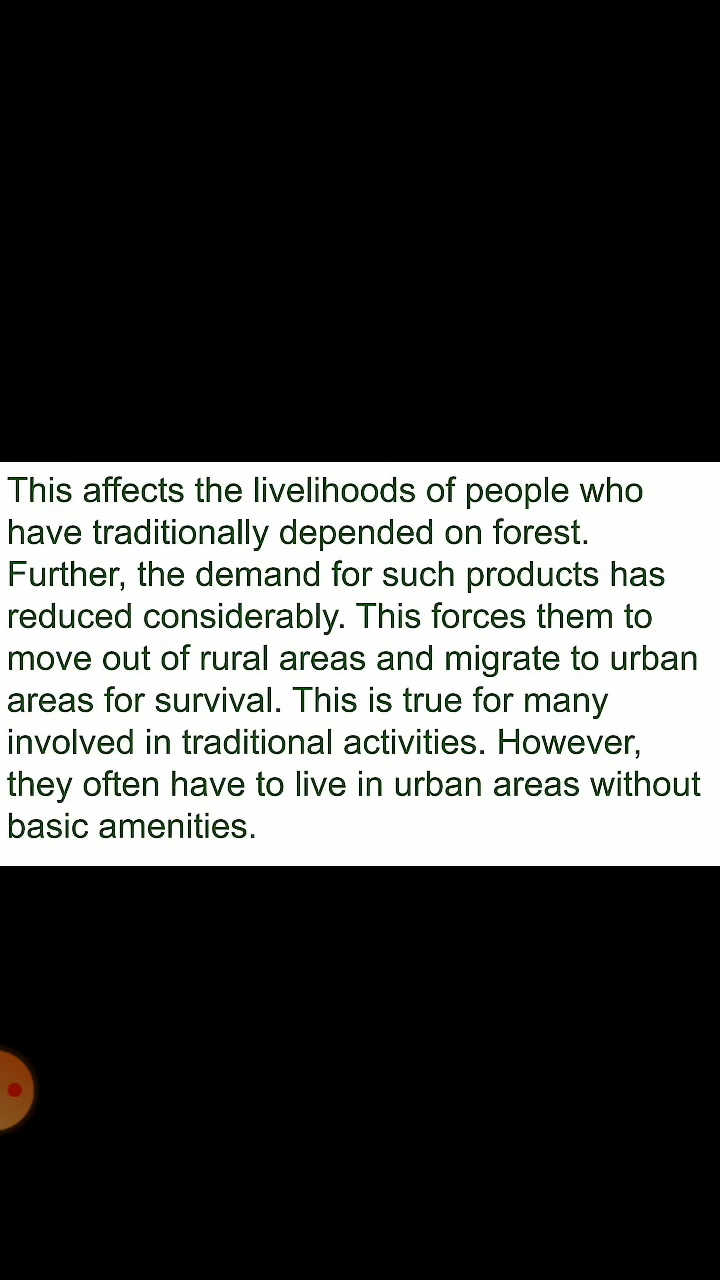 This affects the livelihoods of people who
have traditionally depended on forest.
Further, the demand for such products has
reduced considerably. This forces them to
move out of rural areas and migrate to urban
areas for survival. This is true for many
involved in traditional activities. However,
they often have to live in urban areas without
basic amenities.